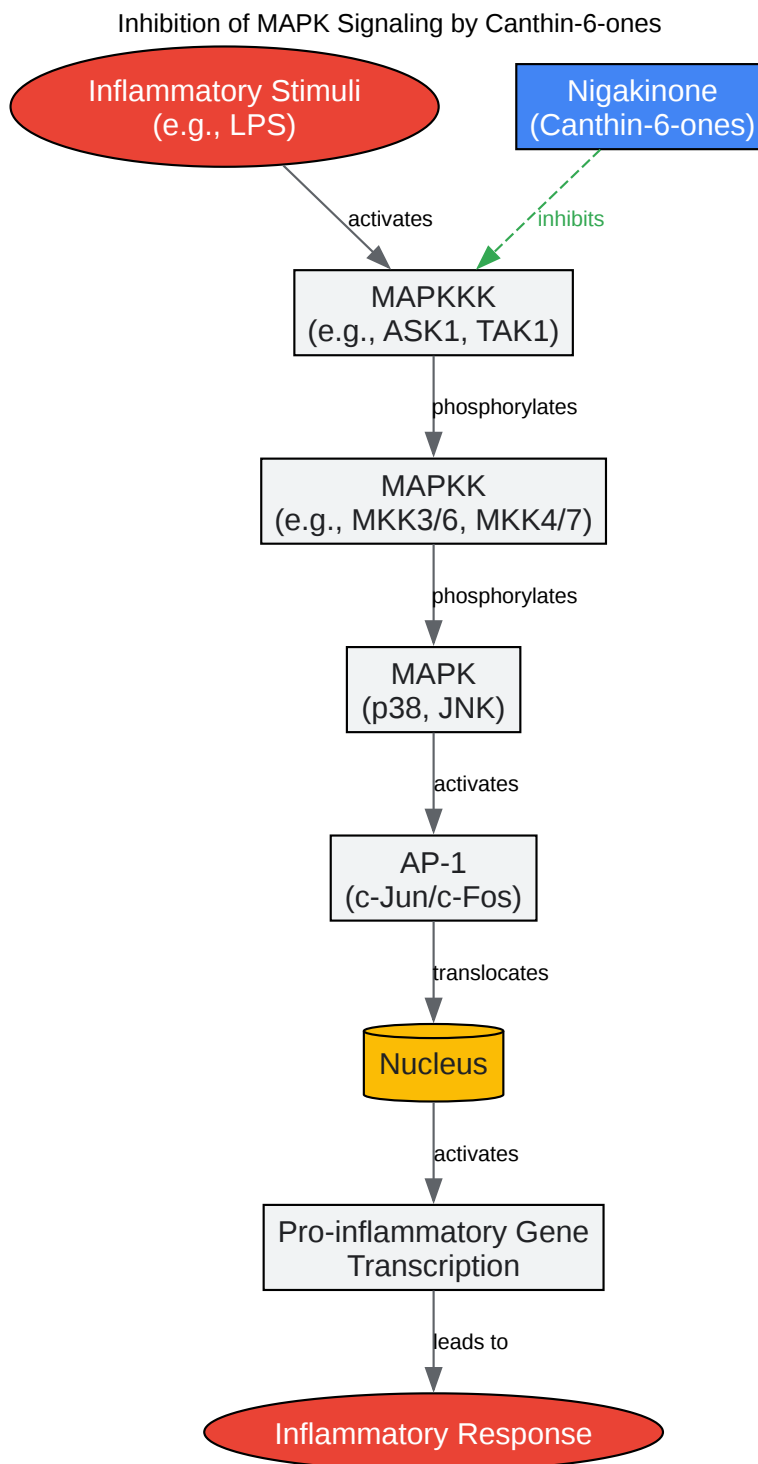 Inhibition of MAPK Signaling by Canthin-6-ones
Inflammatory Stimuli
(e.g., LPS)
Nigakinone
(Canthin-6-ones)
activates
inhibits
MAPKKK
(e.g., ASK1, TAK1)
phosphorylates
MAPKK
(e.g., MKK3/6, MKK4/7)
phosphorylates
MAPK
(p38, JNK)
activates
AP-1
(c-Jun/c-Fos)
translocates
Nucleus
activates
Pro-inflammatory Gene
Transcription
leads to
Inflammatory Response